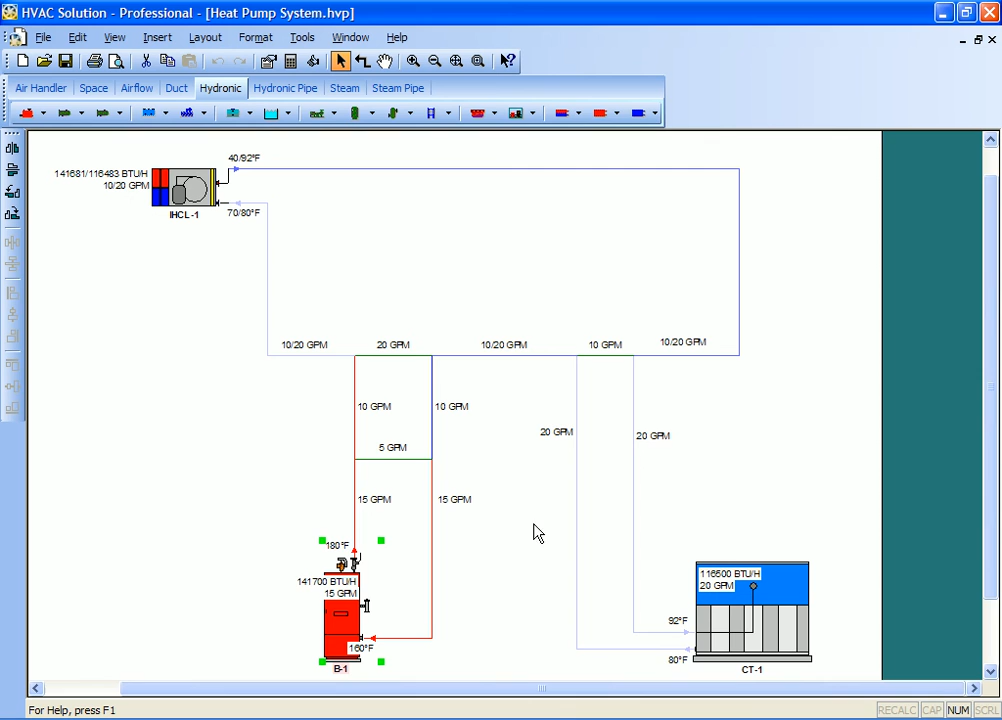 HVAC Solution - Professional - [Heat Pump System.hvp]
File Edit View Insert Layout Format Tools Window Help
Air Handler Space Airflow Duct Hydronic Hydronic Pipe Steam Steam Pipe
40/92°F
141681/116483 BTU/H
10/20 GPM
70/80°F
IHCL-1
10/20 GPM 20 GPM 10/20 GPM 10 GPM 10/20 GPM
10 GPM 10 GPM
20 GPM 20 GPM
5 GPM
15 GPM 15 GPM
180°F
141700 BTU/H
15 GPM
160°F
B-1
116500 BTU/H
20 GPM
92°F
80°F
CT-1
For Help, press F1
RECALC CAP NUM SCRL